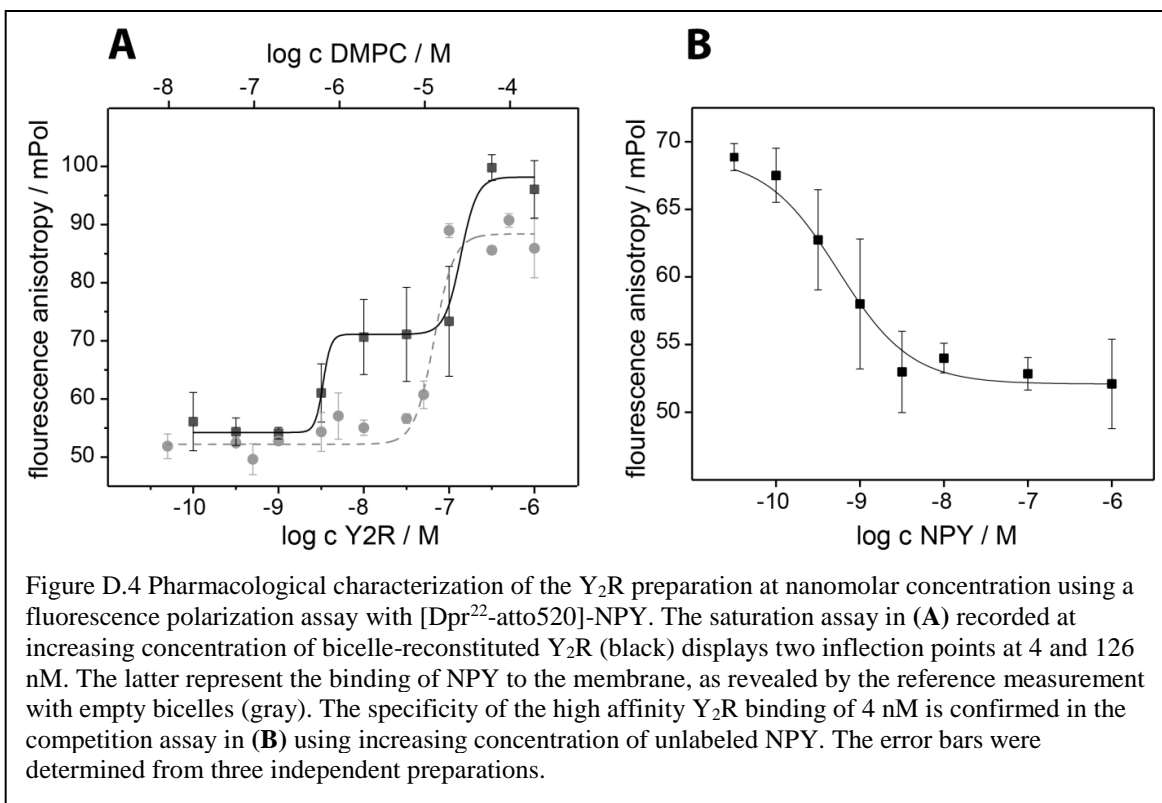 A
B
log c DMPC / M
-8 -7 -6 -5 -4
flourescence anisotropy / mPol
100
90
80
70
60
50
-10 -9 -8 -7 -6
log c Y2R / M
flourescence anisotropy / mPol
70
65
60
55
50
-10 -9 -8 -7 -6
log c NPY / M
Figure D.4 Pharmacological characterization of the Y₂R preparation at nanomolar concentration using a
fluorescence polarization assay with [Dpr²²-atto520]-NPY. The saturation assay in (A) recorded at
increasing concentration of bicelle-reconstituted Y₂R (black) displays two inflection points at 4 and 126
nM. The latter represent the binding of NPY to the membrane, as revealed by the reference measurement
with empty bicelles (gray). The specificity of the high affinity Y₂R binding of 4 nM is confirmed in the
competition assay in (B) using increasing concentration of unlabeled NPY. The error bars were
determined from three independent preparations.